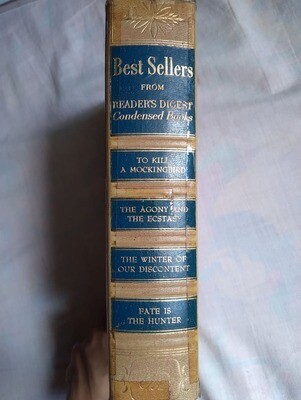 Best Sellers
FROM
READER'S DIGEST
Condensed Books
TO KILL
A MOCKINGBIRD
THE AGONY AND
THE ECSTASY
THE WINTER OF
OUR DISCONTENT
FATE IS
THE HUNTER